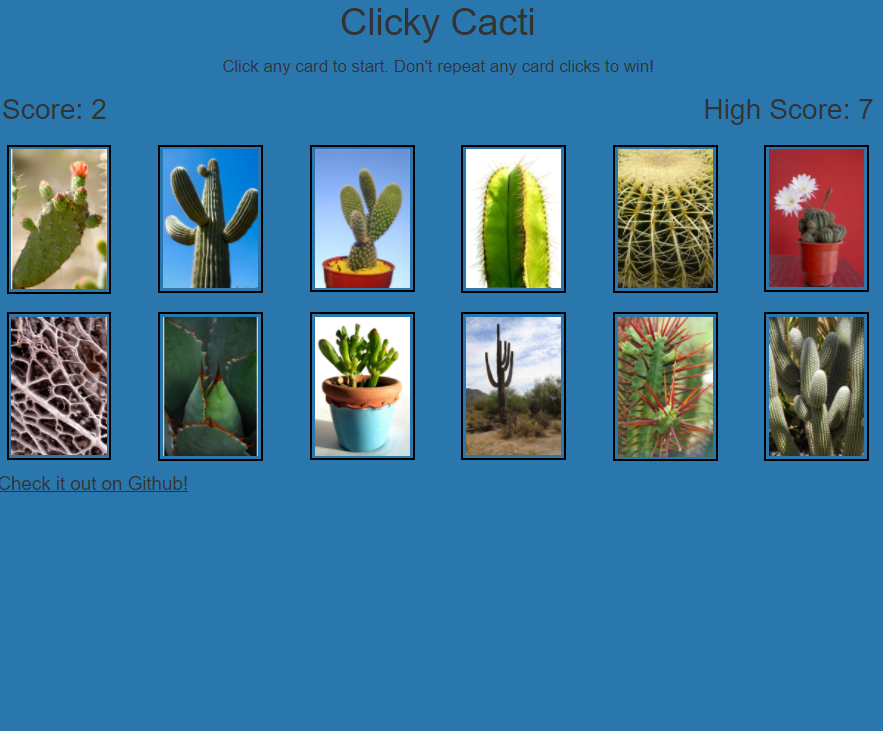 Clicky Cacti
Click any card to start. Don't repeat any card clicks to win!
Score: 2
High Score: 7
Check it out on Github!